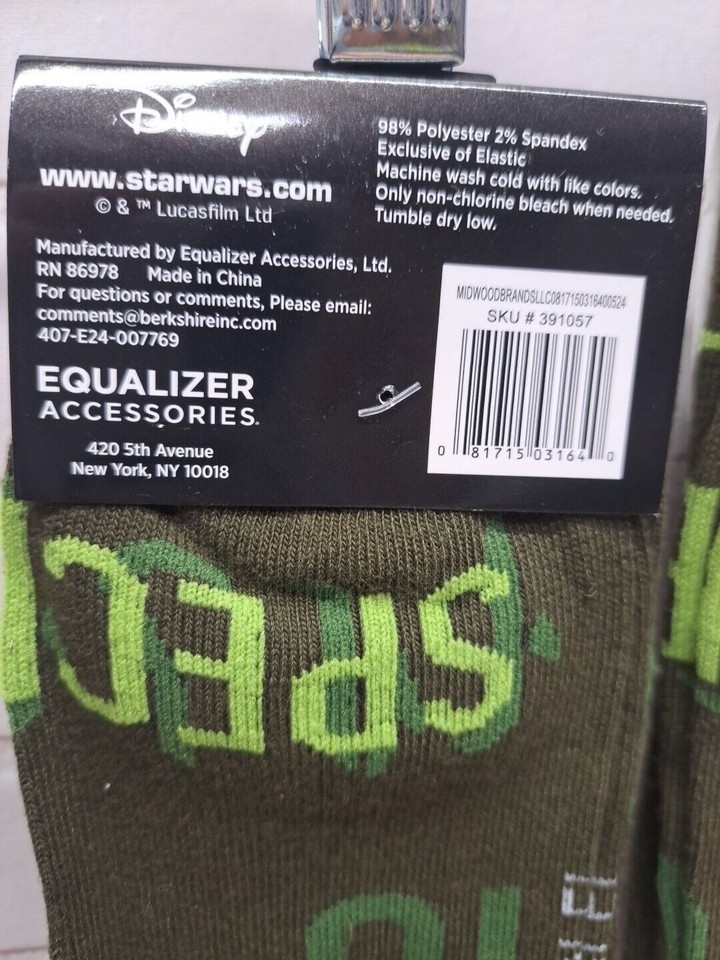 Disney
www.starwars.com
© & ™ Lucasfilm Ltd
98% Polyester 2% Spandex
Exclusive of Elastic
Machine wash cold with like colors.
Only non-chlorine bleach when needed.
Tumble dry low.
Manufactured by Equalizer Accessories, Ltd.
RN 86978 Made in China
For questions or comments, Please email:
comments@berkshireinc.com
407-E24-007769
EQUALIZER
ACCESSORIES.
420 5th Avenue
New York, NY 10018
MIDWOODBRANDSLLC0817150316400524
SKU # 391057
0 81715 03164 0
SPEC